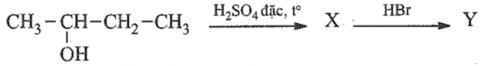 CH₃-CH-CH₂-CH₃ H₂SO₄ đặc, t° X HBr Y
OH